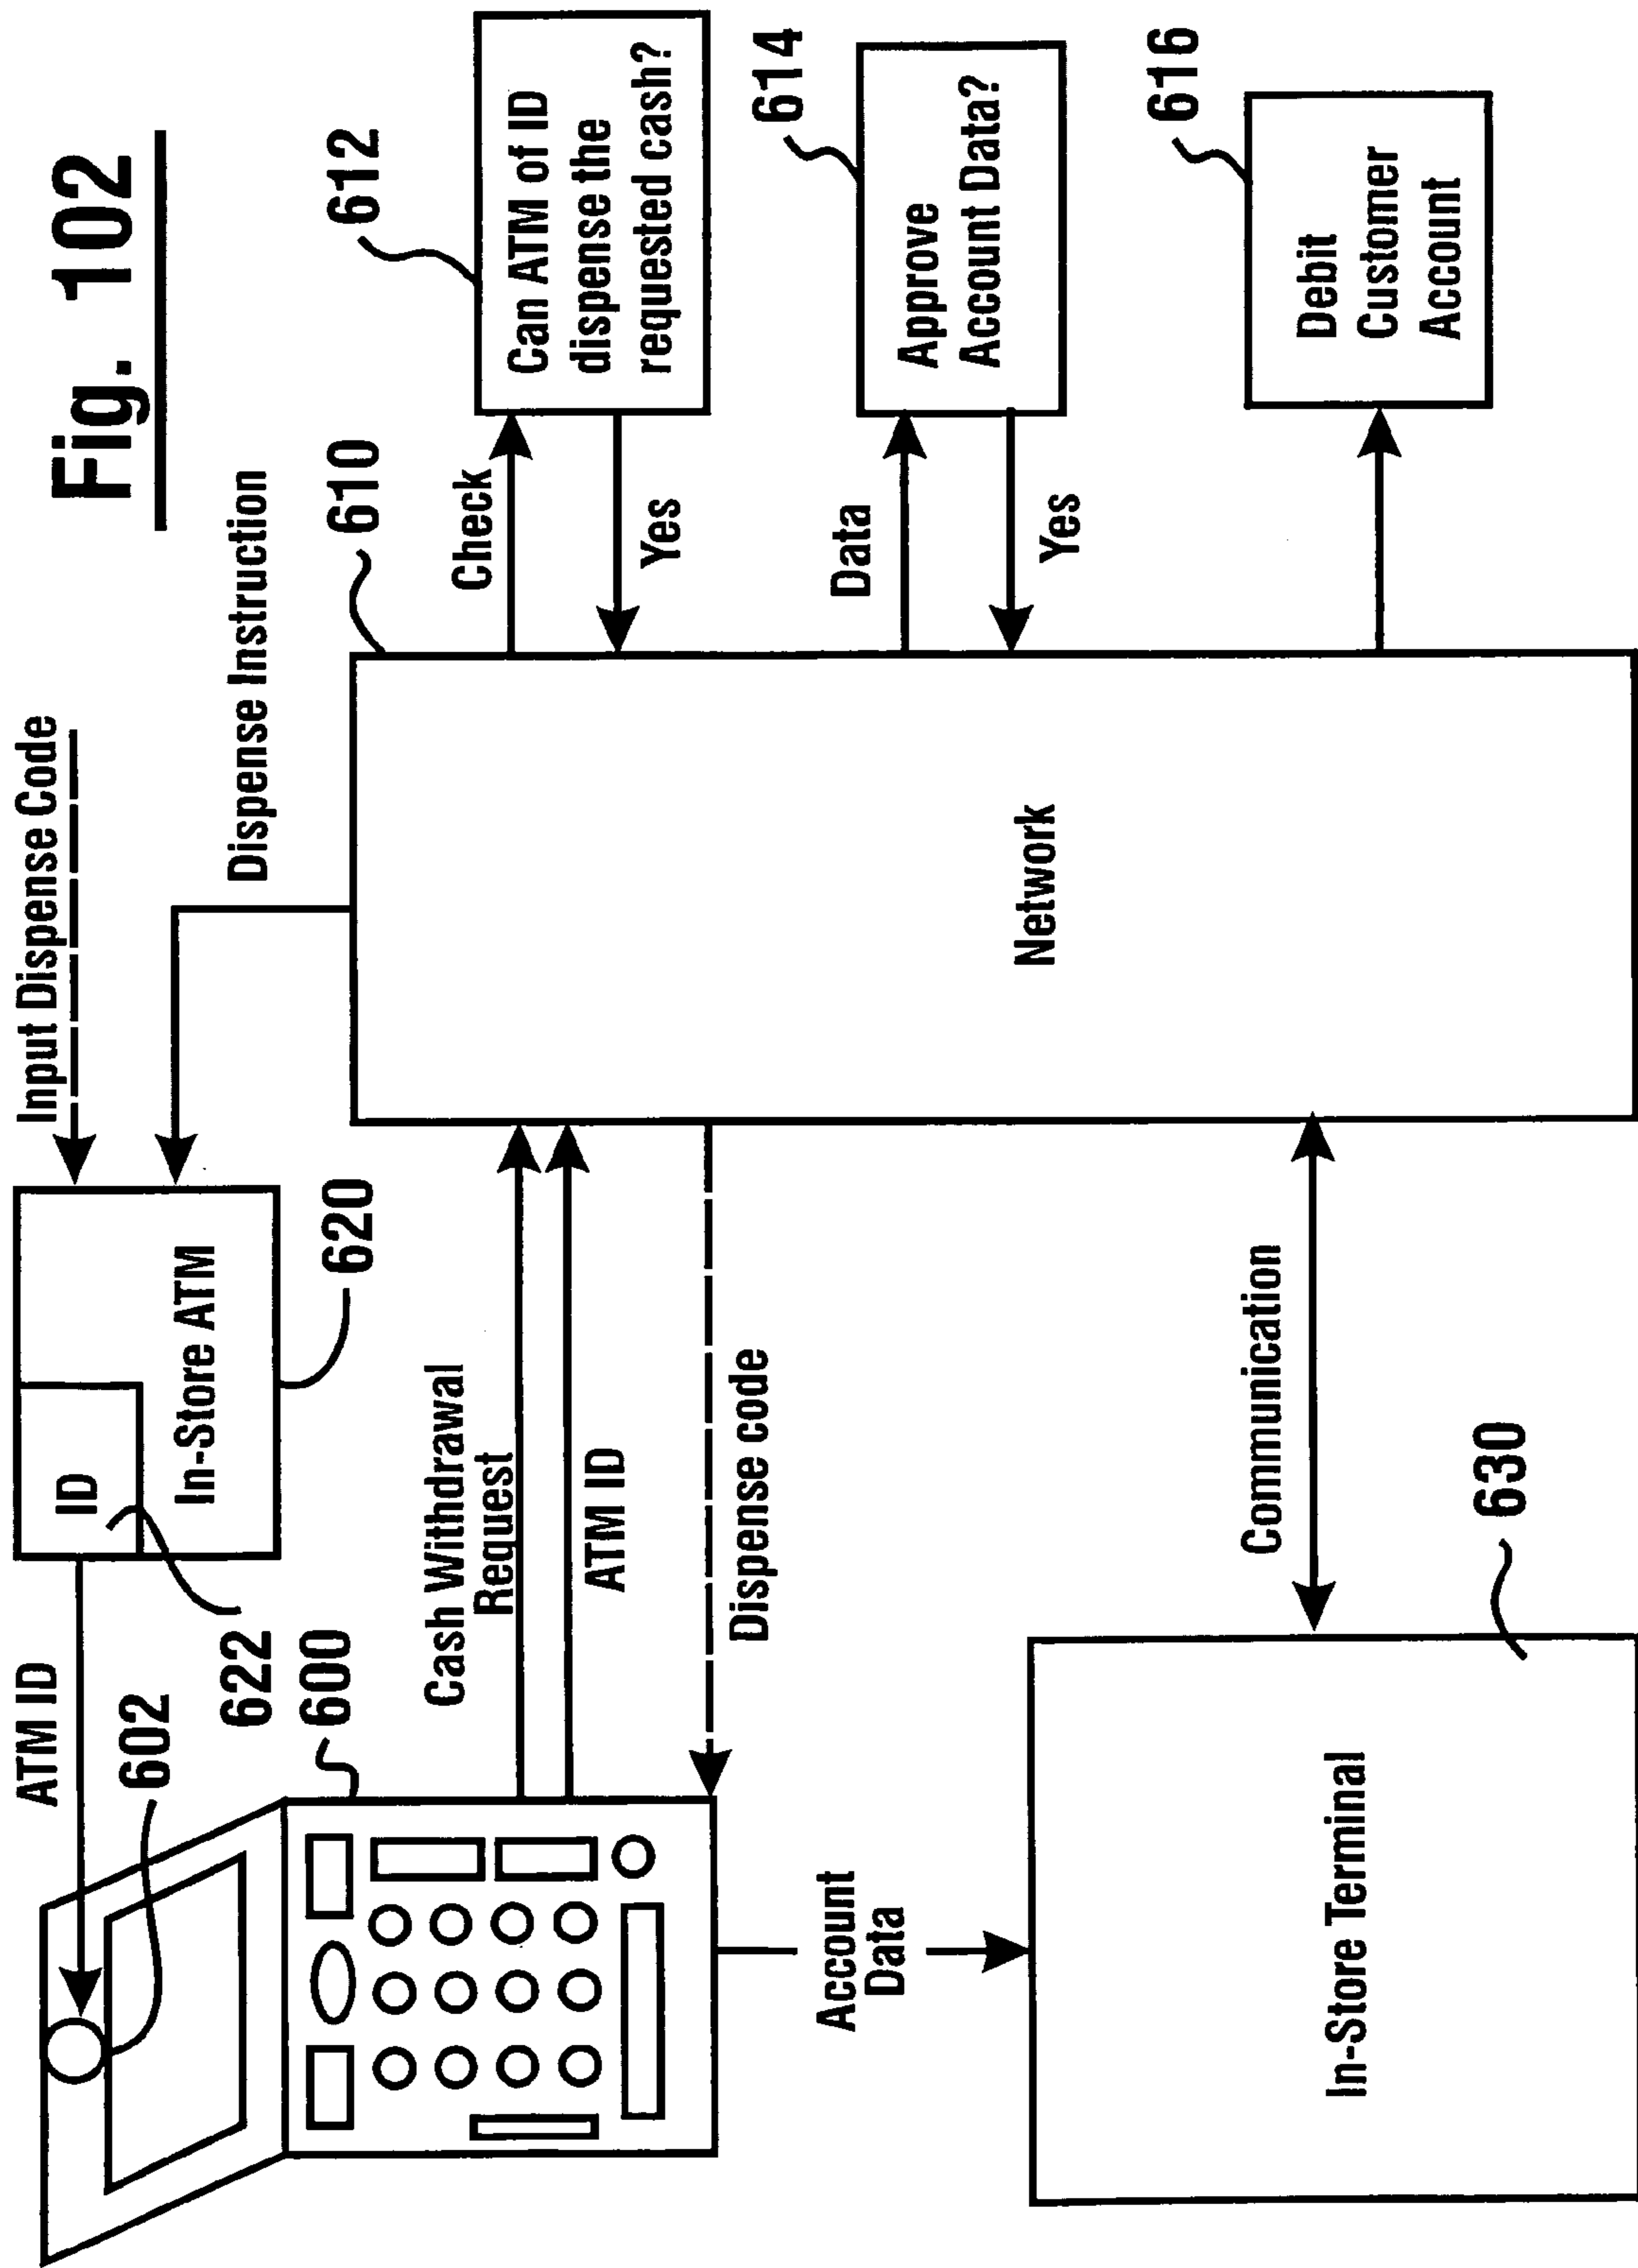 Fig. 102
Input Dispense Code
Dispense Instruction
ATM ID
ID
In-Store ATM
602
622
600
620
610
612
Can ATM of ID
dispense the
requested cash?
Check
Yes
Cash Withdrawal
Request
ATM ID
Dispense code
Network
614
Approve
Account Data?
Data
Yes
616
Debit
Customer
Account
Account
Data
Communication
630
In-Store Terminal